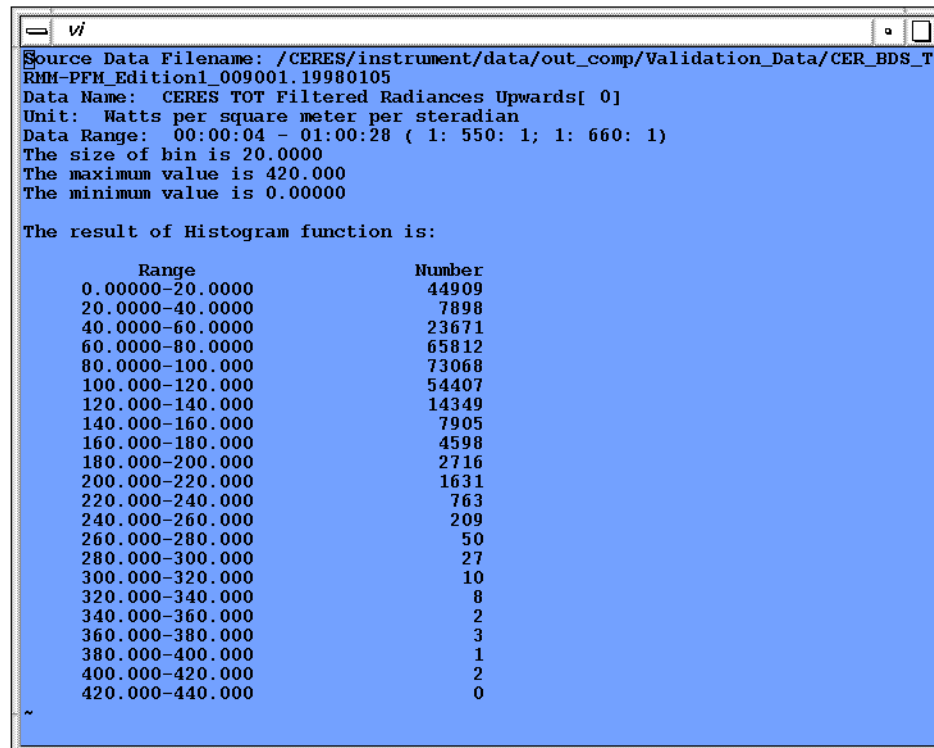 vi
Source Data Filename: /CERES/instrument/data/out_comp/Validation_Data/CER_BDS_T
RMM-PFM_Edition1_009001.19980105
Data Name:  CERES TOT Filtered Radiances Upwards[ 0]
Unit:  Watts per square meter per steradian
Data Range:  00:00:04 - 01:00:28 ( 1: 550: 1; 1: 660: 1)
The size of bin is 20.0000
The maximum value is 420.000
The minimum value is 0.00000
The result of Histogram function is:
Range Number
0.00000-20.0000 44909
20.0000-40.0000 7898
40.0000-60.0000 23671
60.0000-80.0000 65812
80.0000-100.000 73068
100.000-120.000 54407
120.000-140.000 14349
140.000-160.000 7905
160.000-180.000 4598
180.000-200.000 2716
200.000-220.000 1631
220.000-240.000 763
240.000-260.000 209
260.000-280.000 50
280.000-300.000 27
300.000-320.000 10
320.000-340.000 8
340.000-360.000 2
360.000-380.000 3
380.000-400.000 1
400.000-420.000 2
420.000-440.000 0
~